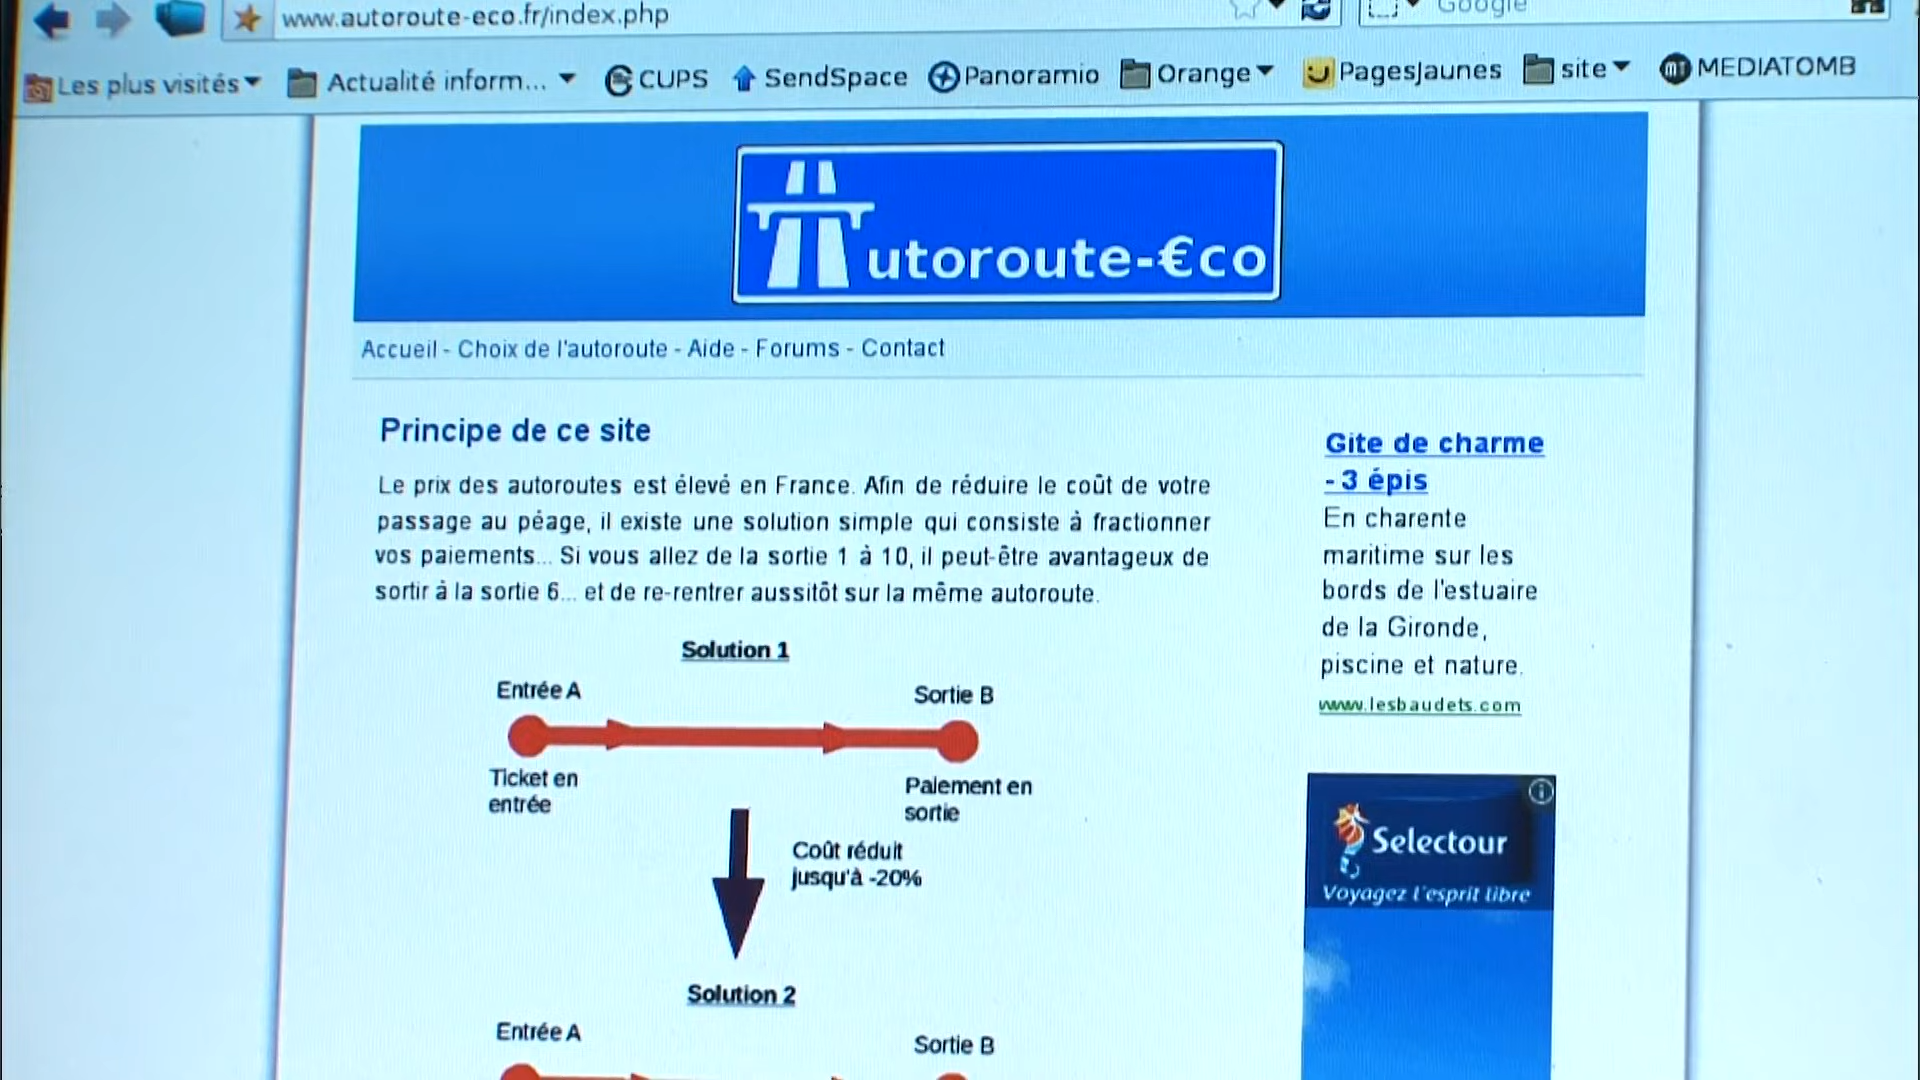 www.autoroute-eco.fr/index.php
Google
Les plus visités
Actualité inform...
CUPS
SendSpace
Panoramio
Orange
PagesJaunes
site
MEDIATOMB
utoroute-€co
Accueil - Choix de l'autoroute - Aide - Forums - Contact
Principe de ce site
Le prix des autoroutes est élevé en France. Afin de réduire le coût de votre
passage au péage, il existe une solution simple qui consiste à fractionner
vos paiements... Si vous allez de la sortie 1 à 10, il peut-être avantageux de
sortir à la sortie 6... et de re-rentrer aussitôt sur la même autoroute.
Solution 1
Entrée A
Sortie B
Ticket en
entrée
Paiement en
sortie
Coût réduit
jusqu'à -20%
Solution 2
Entrée A
Sortie B
Gite de charme
- 3 épis
En charente
maritime sur les
bords de l'estuaire
de la Gironde,
piscine et nature.
www.lesbaudets.com
Selectour
Voyagez l'esprit libre